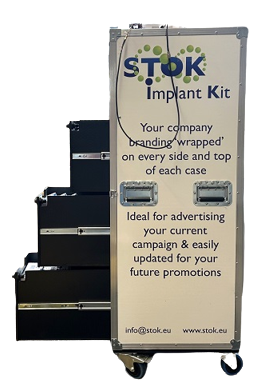 STOK
Implant Kit
Your company
branding 'wrapped'
on every side and top
of each case
Ideal for advertising
your current
campaign & easily
updated for your
future promotions
info@stok.eu www.stok.eu